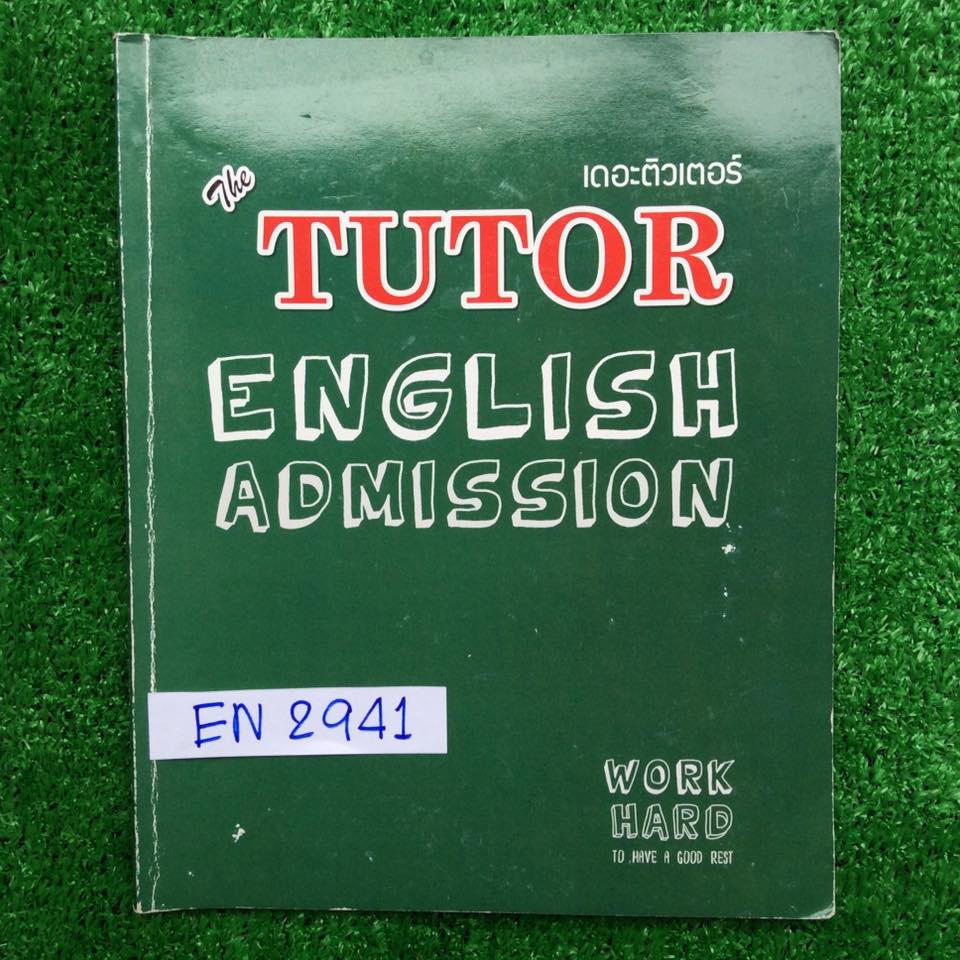 เดอะติวเตอร์
The
TUTOR
ENGLISH
ADMISSION
EN 2941
WORK
HARD
TO HAVE A GOOD REST